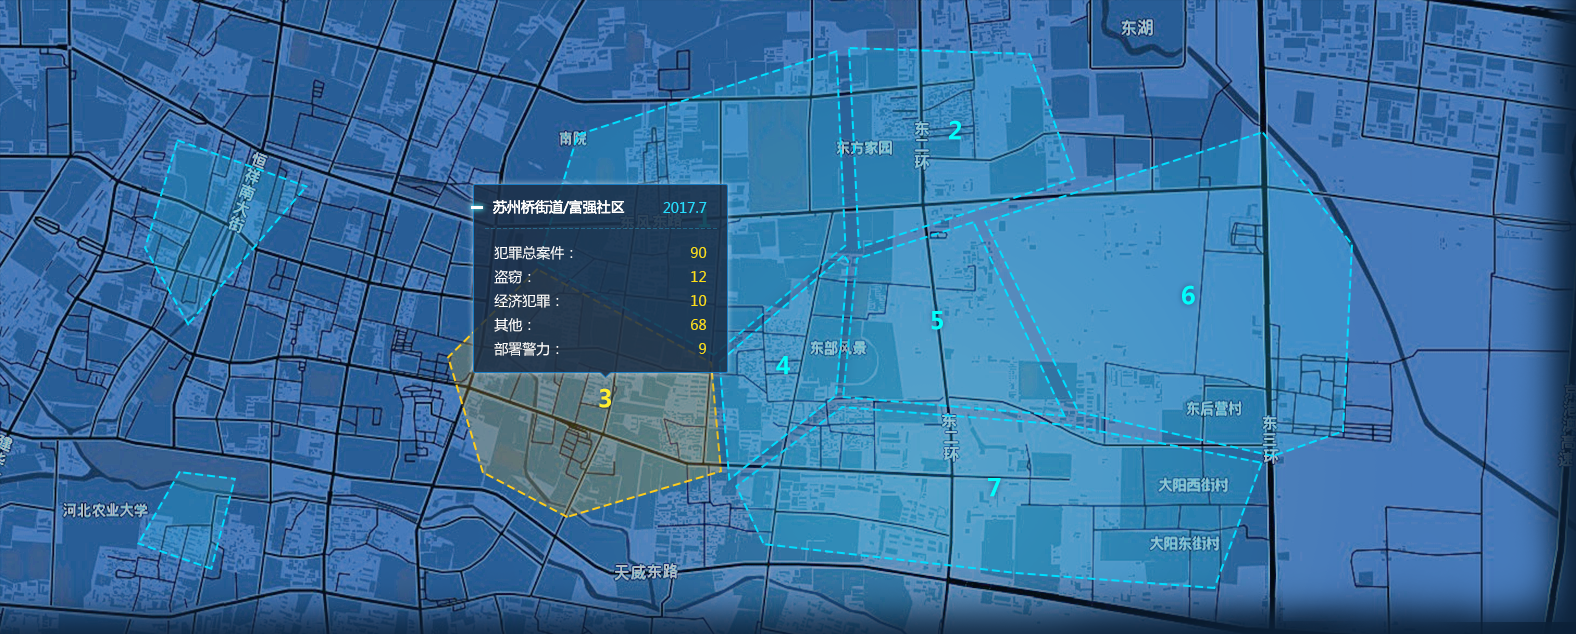 东湖
2
东二环
南院
东方家园
恒祥南大街
苏州桥街道/富强社区 2017.7
东风东路
犯罪总案件： 90
盗窃： 12
经济犯罪： 10
其他： 68
部署警力： 9
6
5
东部风景
4
3
东后营村
东二环
东三环
7
大阳西街村
河北农业大学
大阳东街村
天威东路